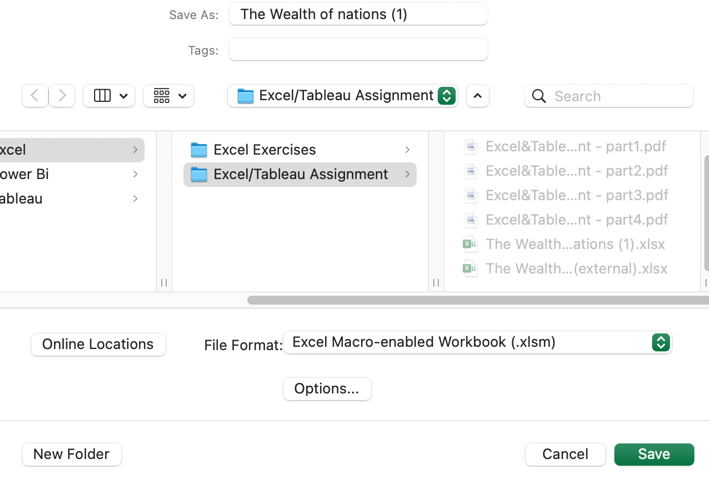 Save As: The Wealth of nations (1)
Tags:
Excel/Tableau Assignment
Search
xcel
ower Bi
ableau
Excel Exercises
Excel/Tableau Assignment
Excel&Table...nt - part1.pdf
Excel&Table...nt - part2.pdf
Excel&Table...nt - part3.pdf
Excel&Table...nt - part4.pdf
The Wealth...ations (1).xlsx
The Wealth...(external).xlsx
Online Locations
File Format: Excel Macro-enabled Workbook (.xlsm)
Options...
New Folder
Cancel
Save